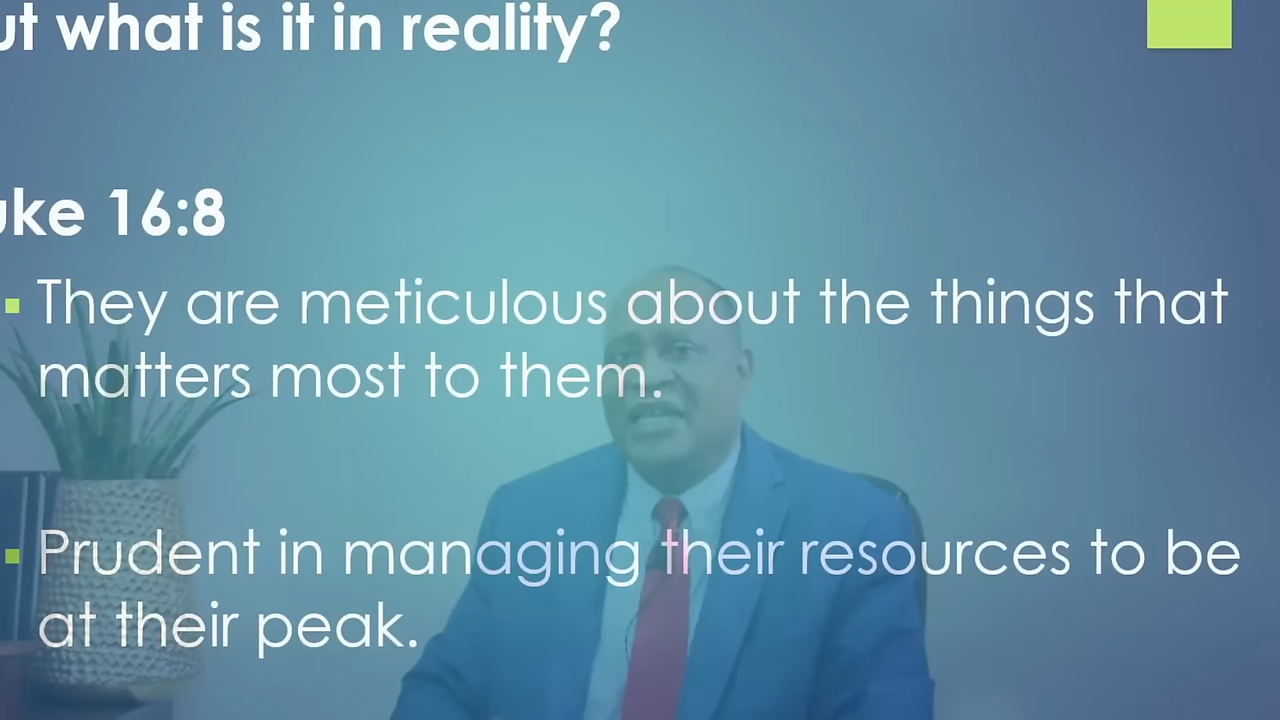 ut what is it in reality?
uke 16:8
They are meticulous about the things that
matters most to them.
Prudent in managing their resources to be
at their peak.